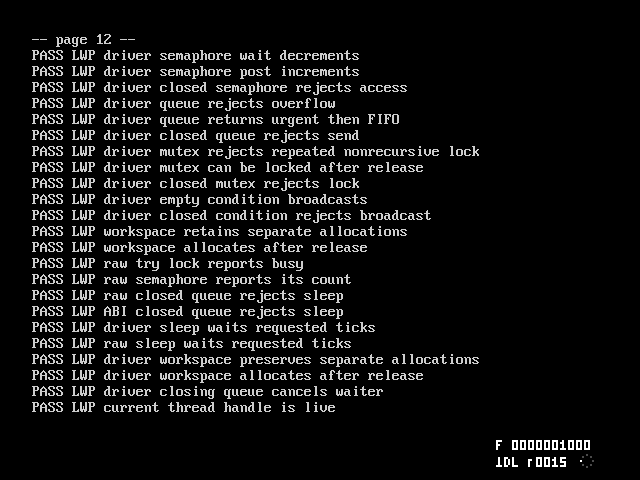 -- page 12 --
PASS LWP driver semaphore wait decrements
PASS LWP driver semaphore post increments
PASS LWP driver closed semaphore rejects access
PASS LWP driver queue rejects overflow
PASS LWP driver queue returns urgent then FIFO
PASS LWP driver closed queue rejects send
PASS LWP driver mutex rejects repeated nonrecursive lock
PASS LWP driver mutex can be locked after release
PASS LWP driver closed mutex rejects lock
PASS LWP driver empty condition broadcasts
PASS LWP driver closed condition rejects broadcast
PASS LWP workspace retains separate allocations
PASS LWP workspace allocates after release
PASS LWP raw try lock reports busy
PASS LWP raw semaphore reports its count
PASS LWP raw closed queue rejects sleep
PASS LWP ABI closed queue rejects sleep
PASS LWP driver sleep waits requested ticks
PASS LWP raw sleep waits requested ticks
PASS LWP driver workspace preserves separate allocations
PASS LWP driver workspace allocates after release
PASS LWP driver closing queue cancels waiter
PASS LWP current thread handle is live
F 0000001000
IDL r0015